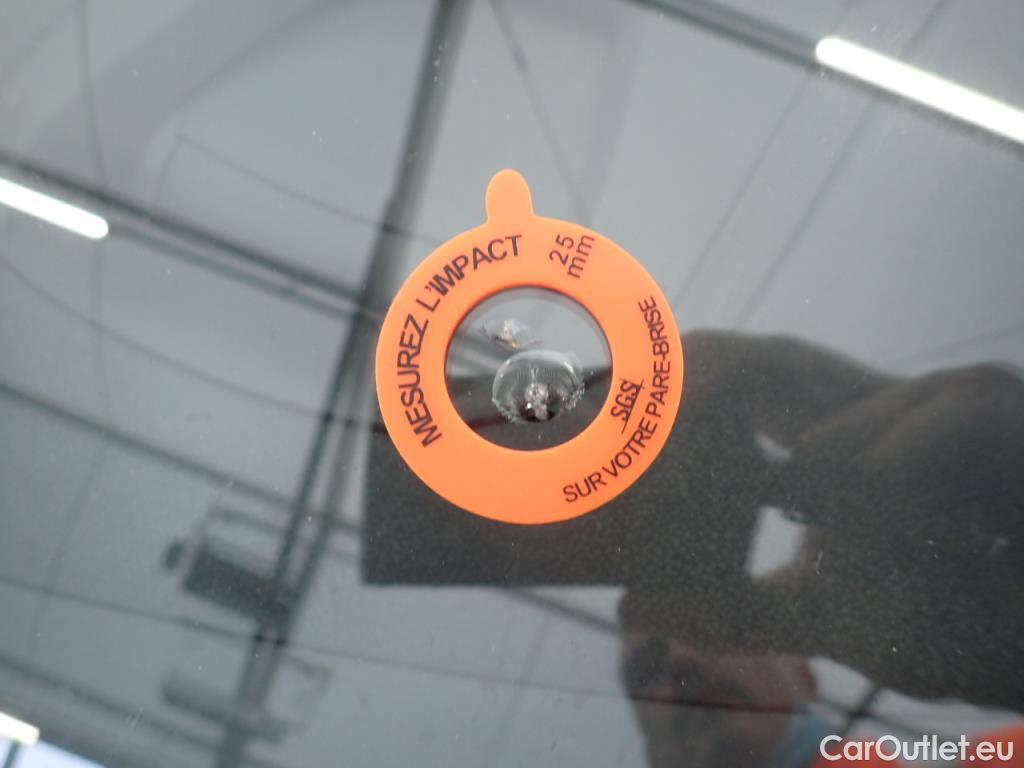 MESUREZ L'IMPACT
25
mm
SGS
SUR VOTRE PARE-BRISE
CarOutlet.eu